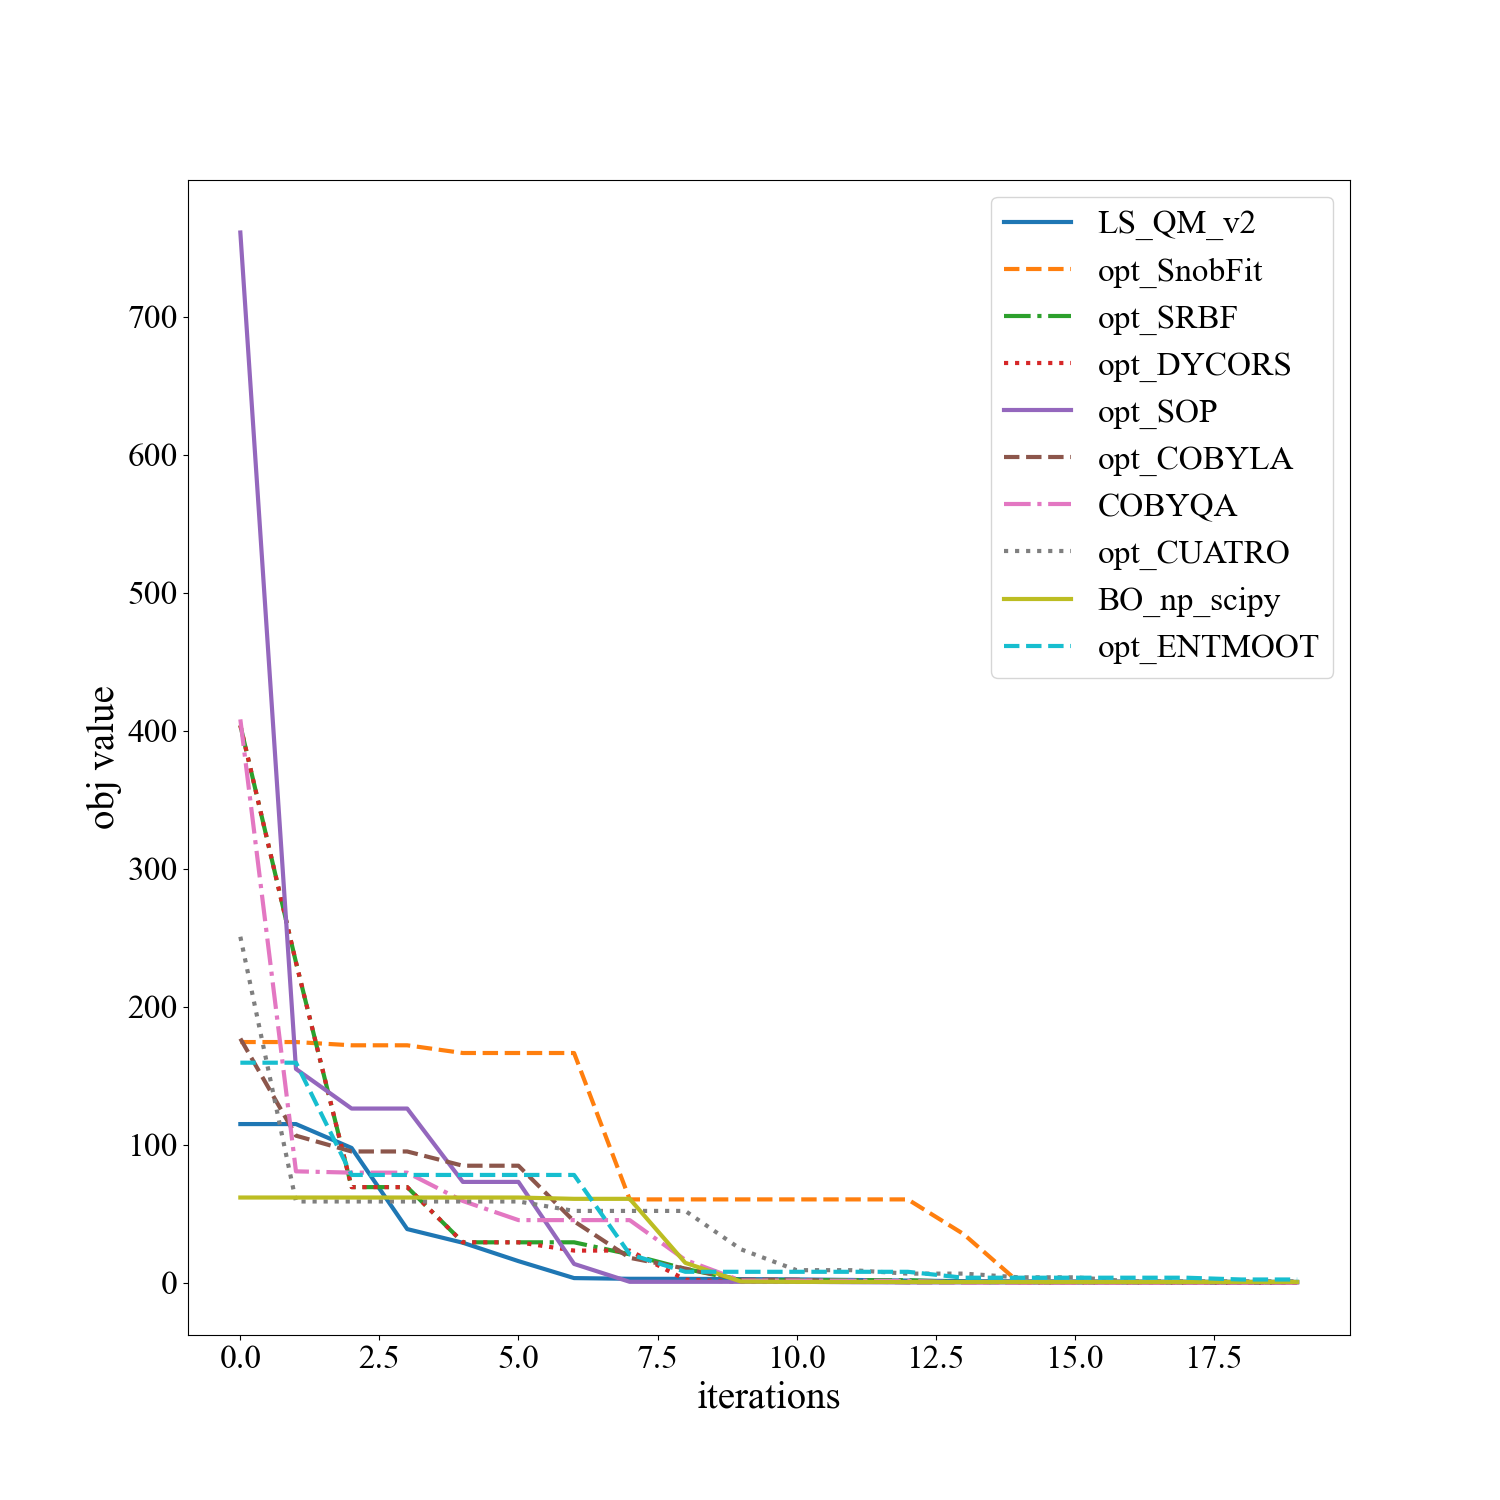 LS_QM_v2
opt_SnobFit
opt_SRBF
opt_DYCORS
opt_SOP
opt_COBYLA
COBYQA
opt_CUATRO
BO_np_scipy
opt_ENTMOOT
obj value
700
600
500
400
300
200
100
0
0.0 2.5 5.0 7.5 10.0 12.5 15.0 17.5
iterations